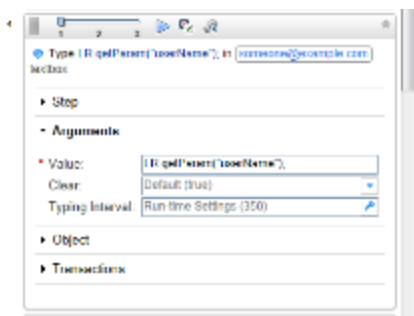 1 2 3
Type LR.getParam("userName"); in someone@example.com
textbox
Step
Arguments
* Value: LR.getParam("userName");
Clear: Default (true)
Typing Interval: Run-time Settings (350)
Object
Transactions